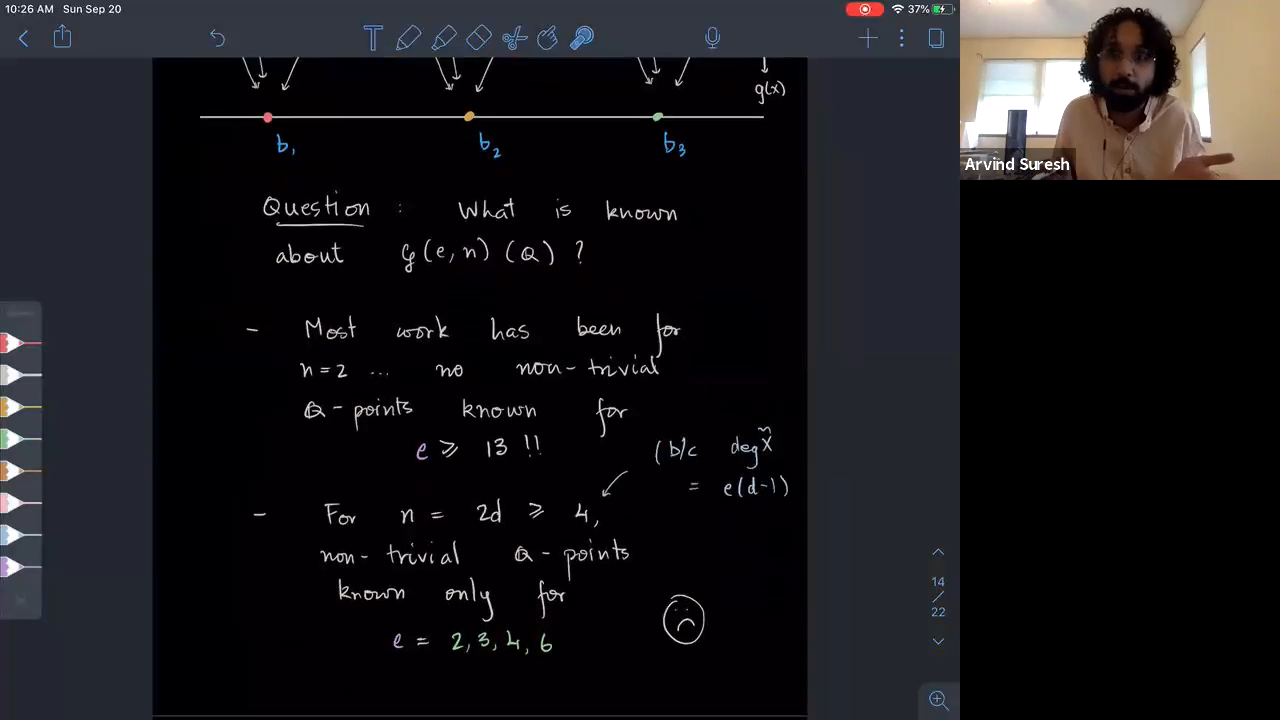 10:26 AM Sun Sep 20
37%
g(x)
b₁ b₂ b₃
Arvind Suresh
Question : What is known
about G(e, n) (Q) ?
- Most work has been for
n = 2 ... no non-trivial
Q-points known for
e ≥ 13 !!
(b/c deg X̃
= e(d-1)
- For n = 2d ≥ 4,
non-trivial Q-points
known only for
e = 2, 3, 4, 6
14
/
22